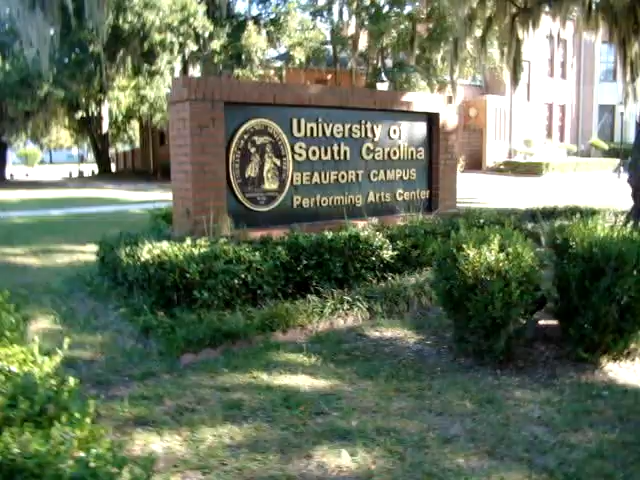 University of
South Carolina
BEAUFORT CAMPUS
Performing Arts Center